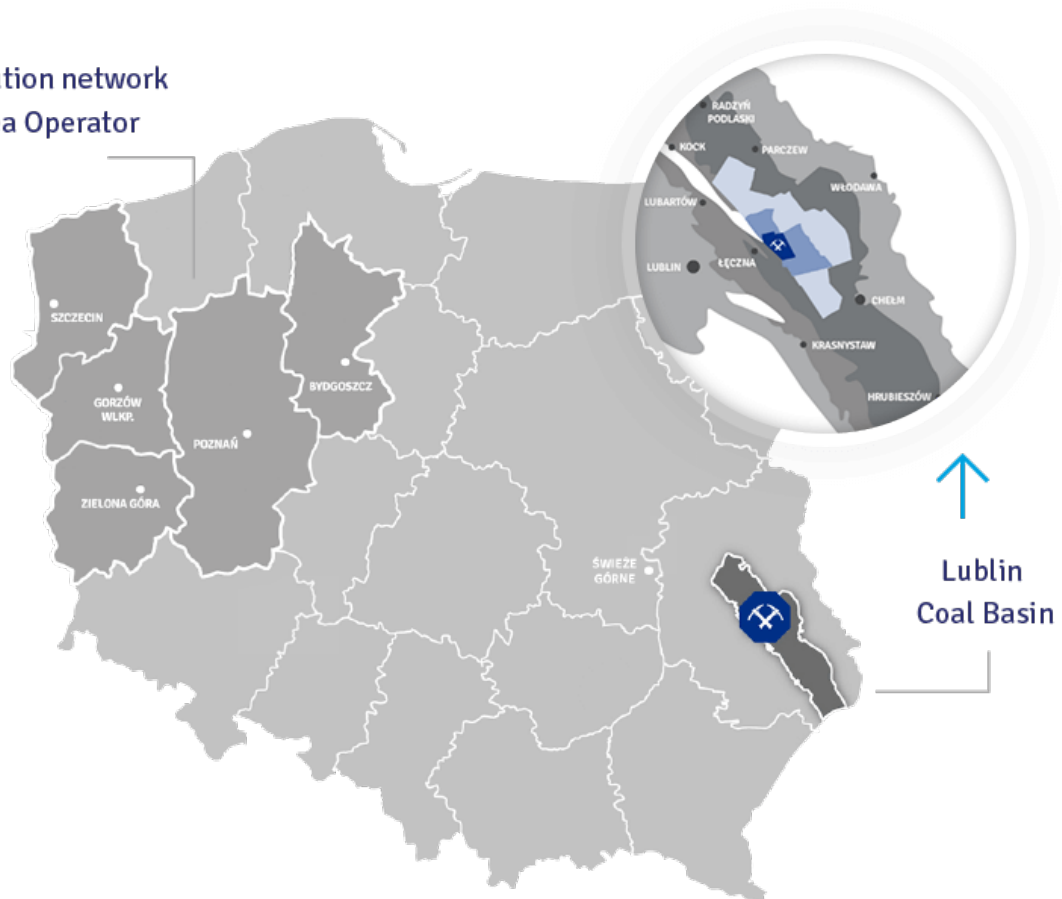 tion network
a Operator
RADZYŃ
PODLASKI
KOCK
PARCZEW
WŁODAWA
LUBARTÓW
LUBLIN
ŁĘCZNA
CHEŁM
KRASNYSTAW
HRUBIESZÓW
SZCZECIN
GORZÓW
WLKP.
BYDGOSZCZ
POZNAŃ
ZIELONA GÓRA
ŚWIEŻE
GÓRNE
Lublin
Coal Basin